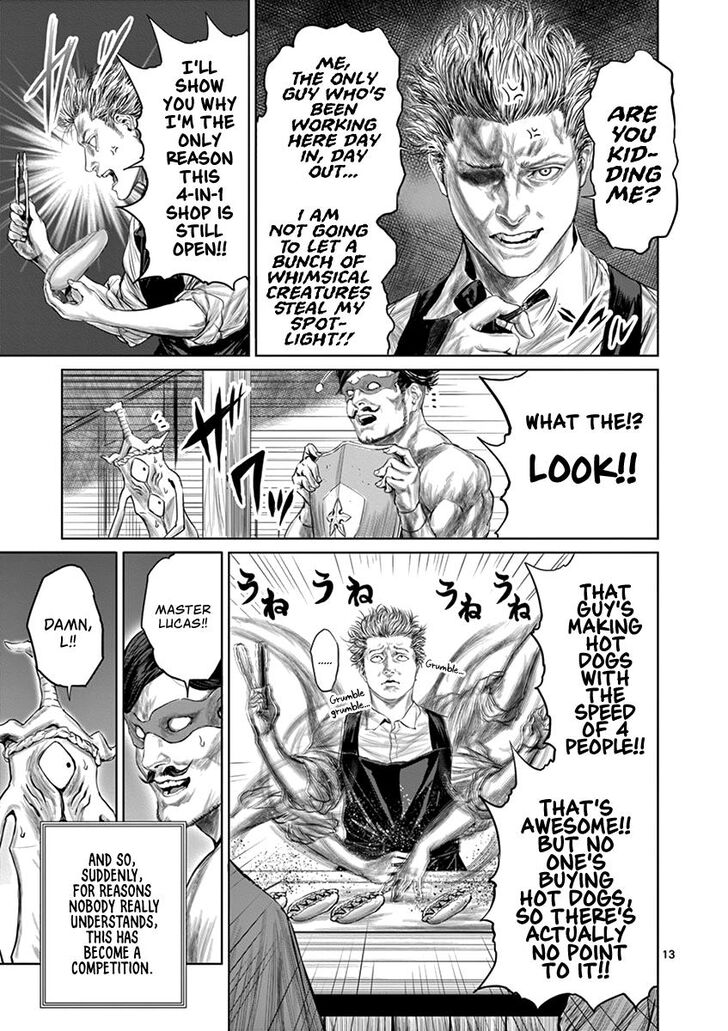 ARE
YOU
KID-
DING
ME?
ME,
THE ONLY
GUY WHO'S
BEEN
WORKING
HERE DAY
IN, DAY
OUT...
I AM
NOT GOING
TO LET A
BUNCH OF
WHIMSICAL
CREATURES
STEAL MY
SPOT-
LIGHT!!
I'LL
SHOW
YOU WHY
I'M THE
ONLY
REASON
THIS
4-IN-1
SHOP IS
STILL
OPEN!!
WHAT THE!?
LOOK!!
THAT
GUY'S
MAKING
HOT
DOGS
WITH
THE
SPEED
OF 4
PEOPLE!!
THAT'S
AWESOME!!
BUT NO
ONE'S
BUYING
HOT DOGS,
SO THERE'S
ACTUALLY
NO POINT
TO IT!!
うね
うね
うね
うね
......
Grumble...
Grumble
grumble...
MASTER
LUCAS!!
DAMN,
L!!
AND SO,
SUDDENLY,
FOR REASONS
NOBODY REALLY
UNDERSTANDS,
THIS HAS
BECOME A
COMPETITION.
13